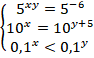 5^{xy} = 5^{-6}
10^{x} = 10^{y+5}
0,1^{x} < 0,1^{y}